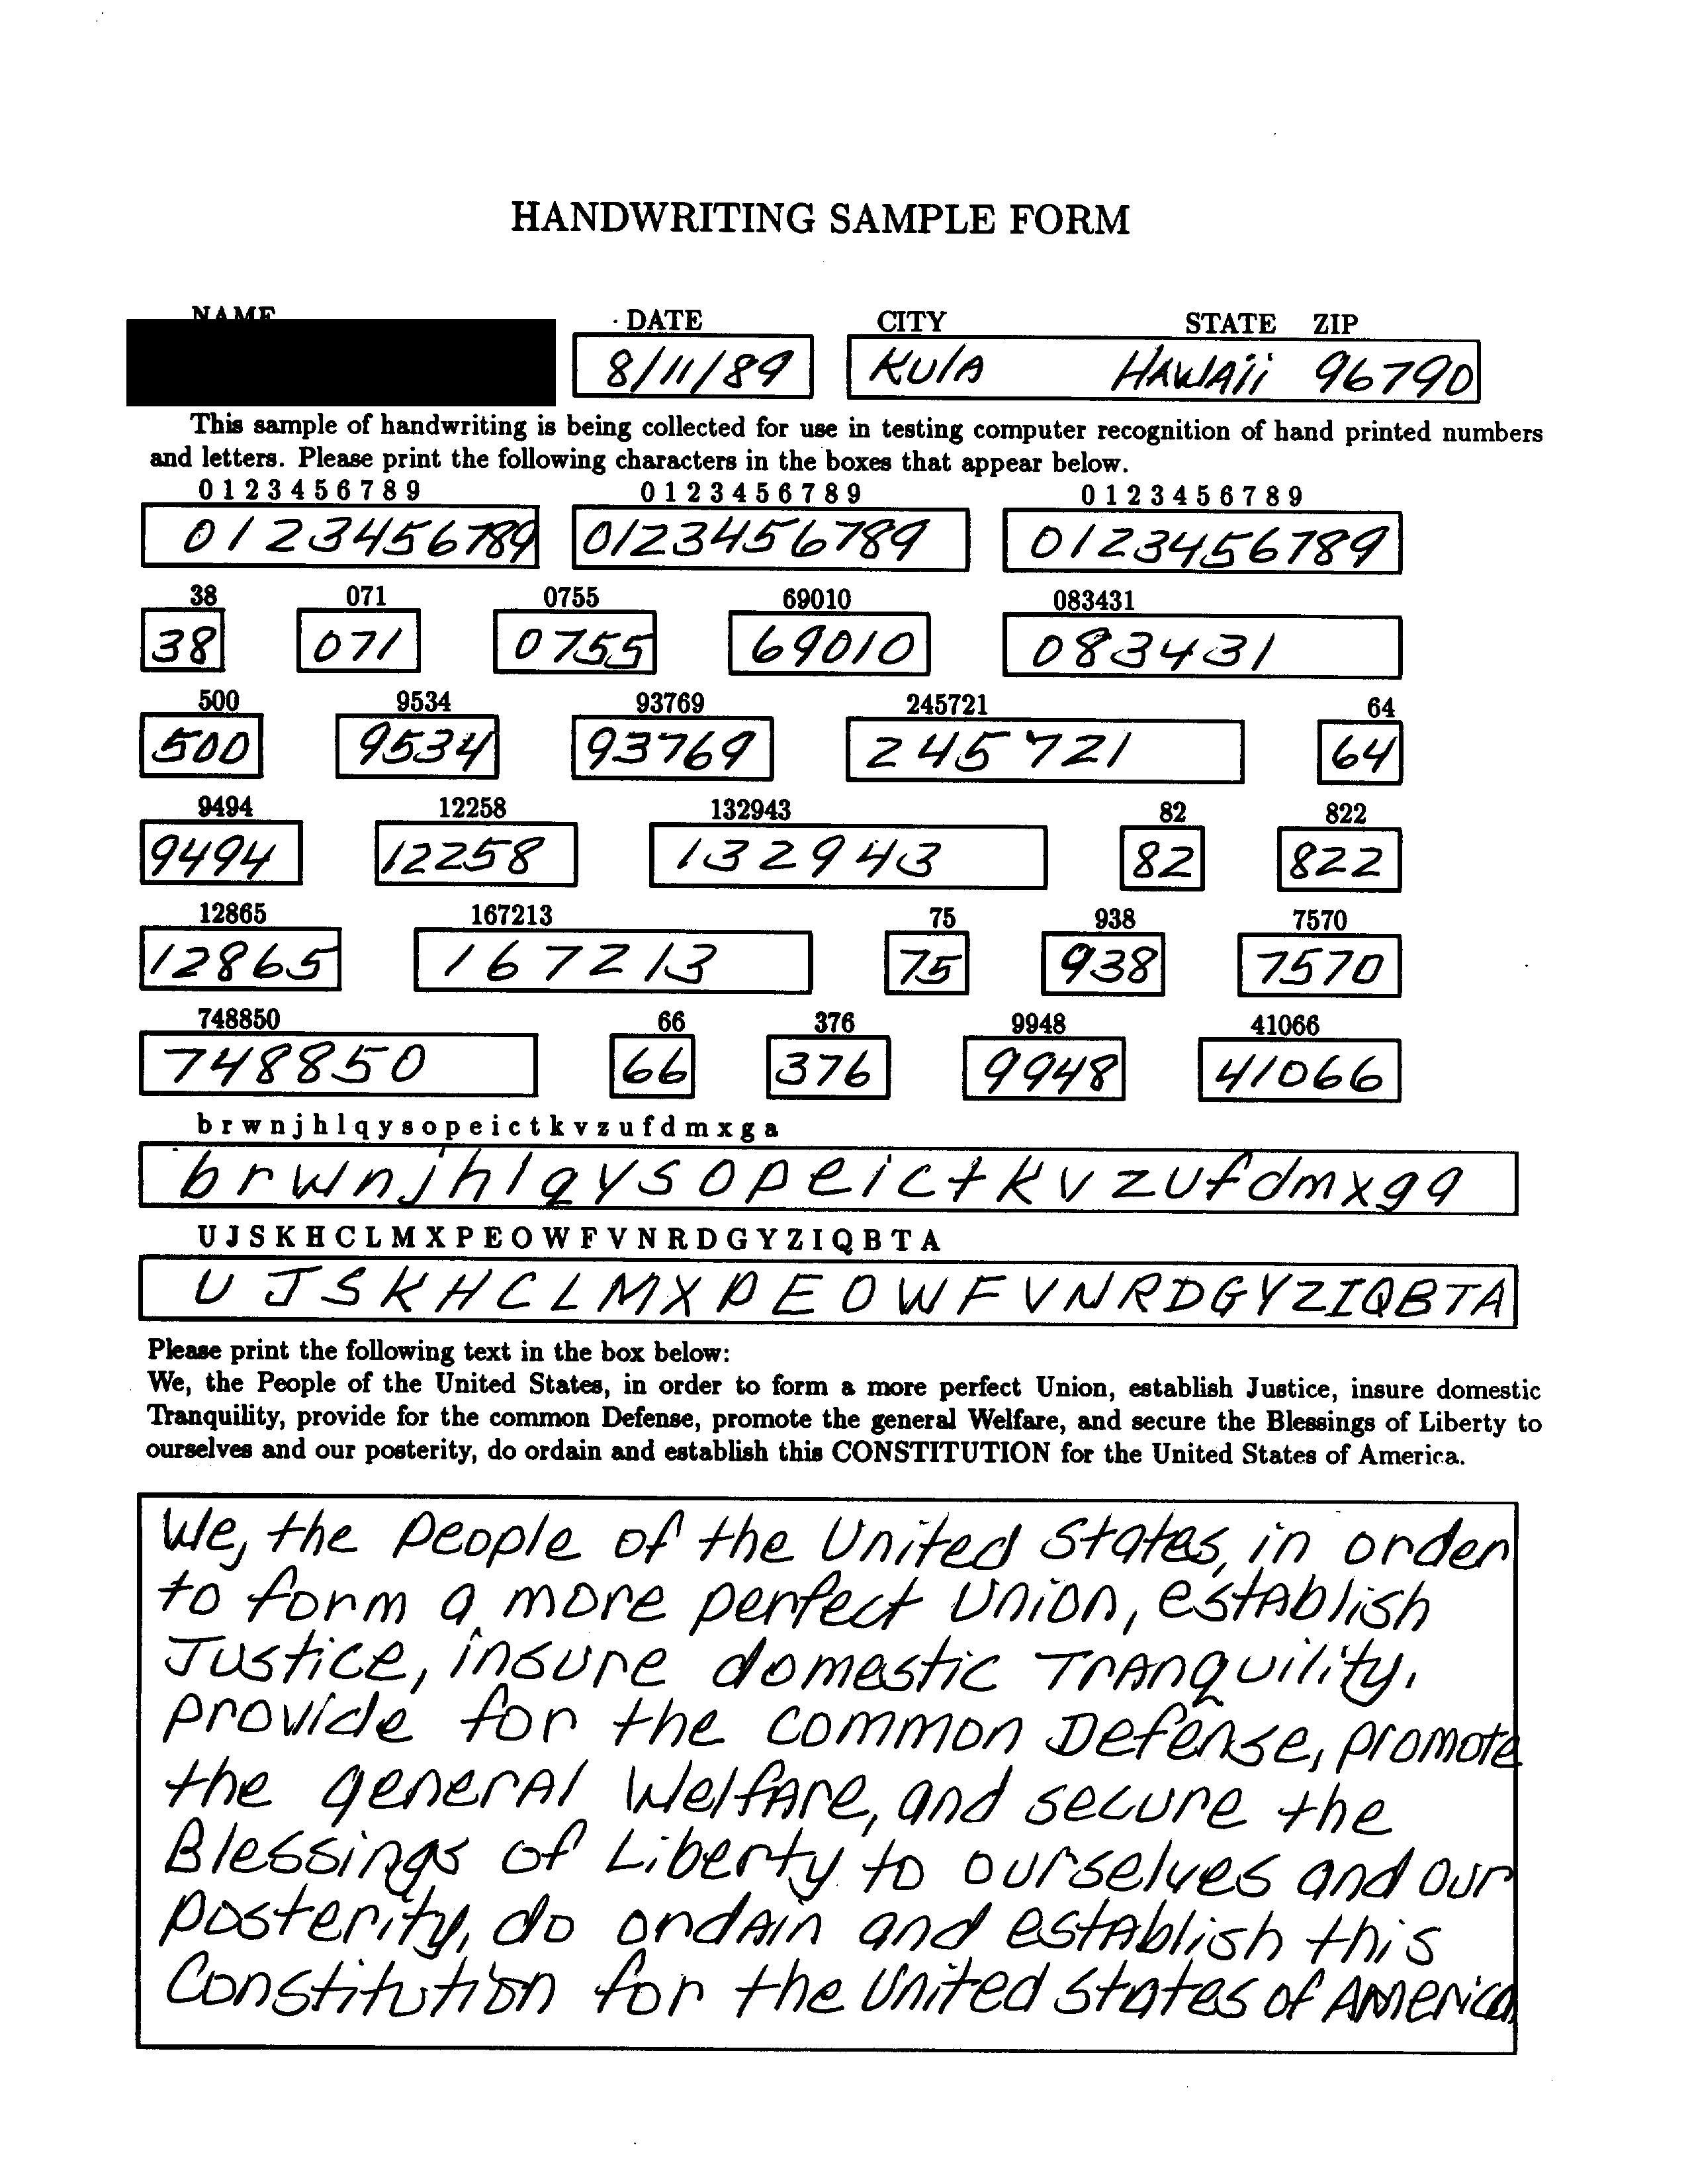 HANDWRITING SAMPLE FORM
NAME DATE CITY STATE ZIP
8/11/89 KulA HAWAii 96790
This sample of handwriting is being collected for use in testing computer recognition of hand printed numbers
and letters. Please print the following characters in the boxes that appear below.
0 1 2 3 4 5 6 7 8 9 0 1 2 3 4 5 6 7 8 9 0 1 2 3 4 5 6 7 8 9
0123456789 0123456789 0123456789
38 071 0755 69010 083431
38 071 0755 69010 083431
500 9534 93769 245721 64
500 9534 93769 245721 64
9494 12258 132943 82 822
9494 12258 132943 82 822
12865 167213 75 938 7570
12865 167213 75 938 7570
748850 66 376 9948 41066
748850 66 376 9948 41066
b r w n j h l q y s o p e i c t k v z u f d m x g a
b r w n j h l q y s o p e i c t k v z u f d m x g a
U J S K H C L M X P E O W F V N R D G Y Z I Q B T A
U J S K H C L M X P E O W F V N R D G Y Z I Q B T A
Please print the following text in the box below:
We, the People of the United States, in order to form a more perfect Union, establish Justice, insure domestic
Tranquility, provide for the common Defense, promote the general Welfare, and secure the Blessings of Liberty to
ourselves and our posterity, do ordain and establish this CONSTITUTION for the United States of America.
We, the People of the United States, in order
to form a more perfect Union, estAblish
Justice, insure domestic TrAnquility,
provide for the common Defense, promote
the generAl WelfAre, and secure the
Blessings of Liberty to ourselves and our
posterity, do ordAin and estAblish this
Constitution for the United States of America.